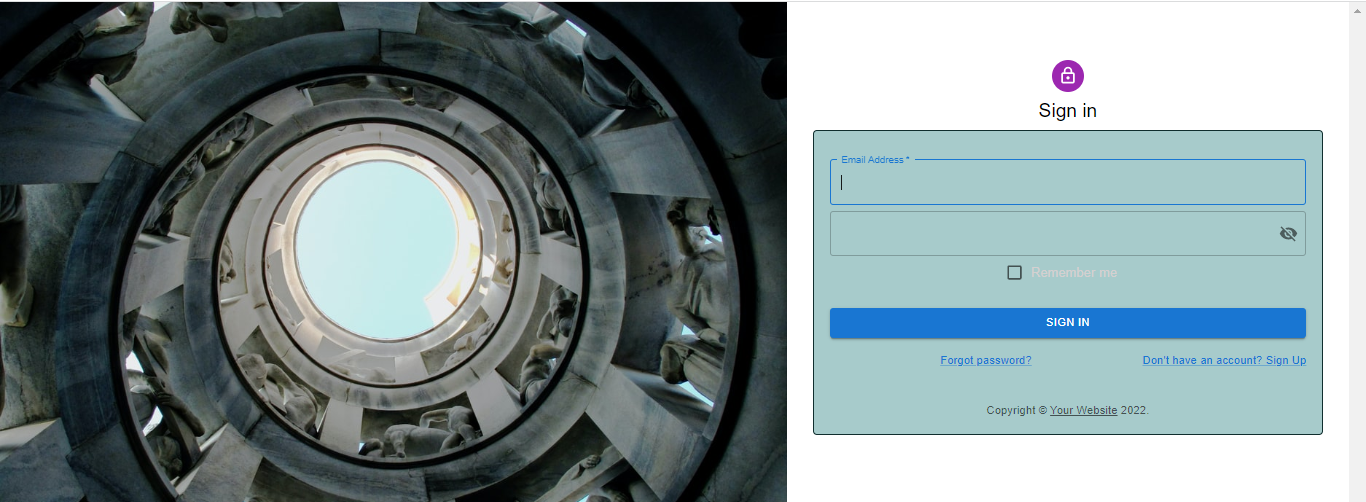 Sign in
Email Address *
Remember me
SIGN IN
Forgot password? Don't have an account? Sign Up
Copyright © Your Website 2022.